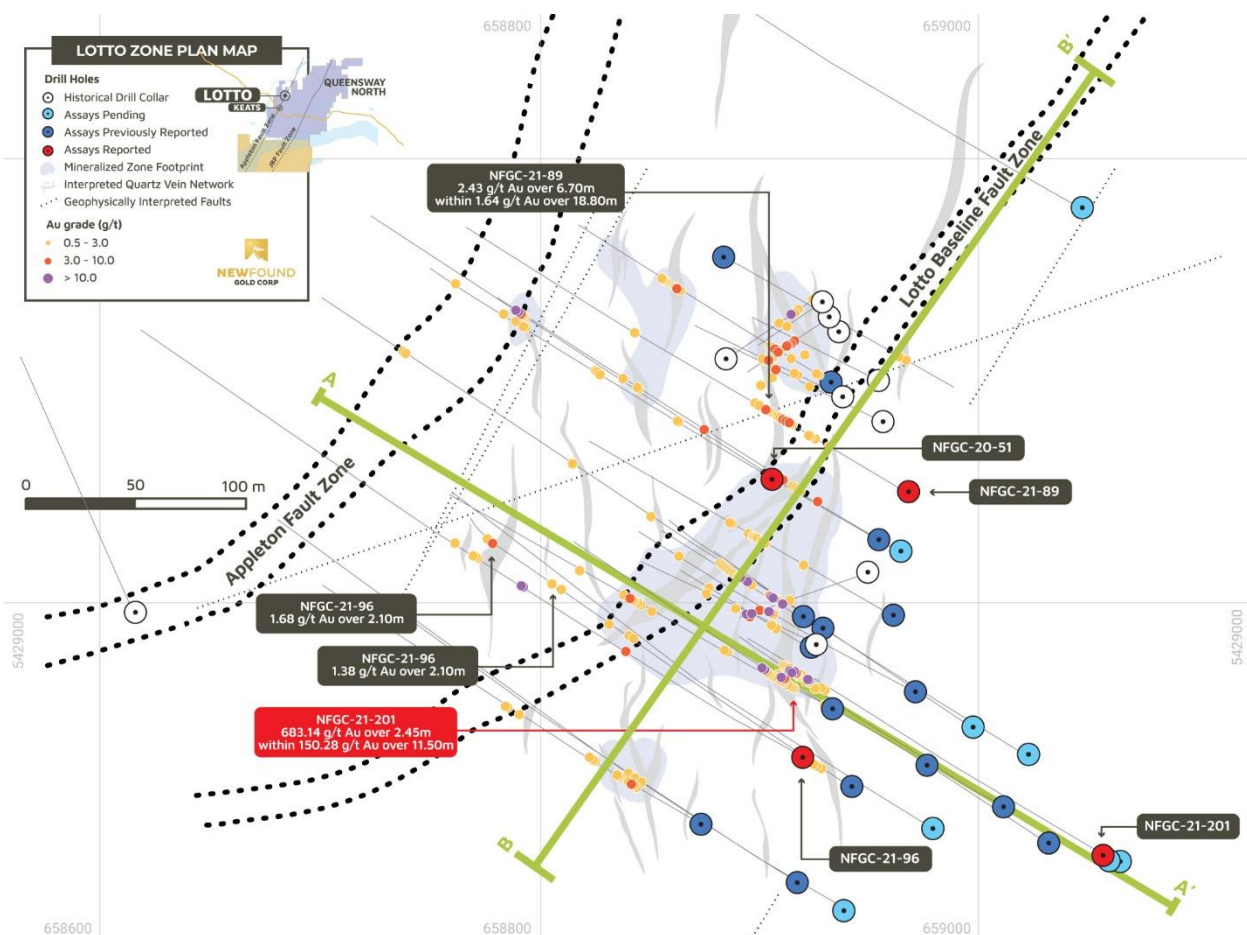 658800
659000
LOTTO ZONE PLAN MAP
Drill Holes
Historical Drill Collar
Assays Pending
Assays Previously Reported
Assays Reported
Mineralized Zone Footprint
Interpreted Quartz Vein Network
Geophysically Interpreted Faults
Au grade (g/t)
0.5 - 3.0
3.0 - 10.0
> 10.0
LOTTO
KEATS
QUEENSWAY
NORTH
Appleton Fault Zone
JBP Fault Zone
NEWFOUND
GOLD CORP
B'
Lotto Baseline Fault Zone
NFGC-21-89
2.43 g/t Au over 6.70m
within 1.64 g/t Au over 18.80m
A
NFGC-20-51
NFGC-21-89
0 50 100 m
Appleton Fault Zone
NFGC-21-96
1.68 g/t Au over 2.10m
5429000
5429000
NFGC-21-96
1.38 g/t Au over 2.10m
NFGC-21-201
683.14 g/t Au over 2.45m
within 150.28 g/t Au over 11.50m
NFGC-21-201
B
NFGC-21-96
A'
658600
658800
659000